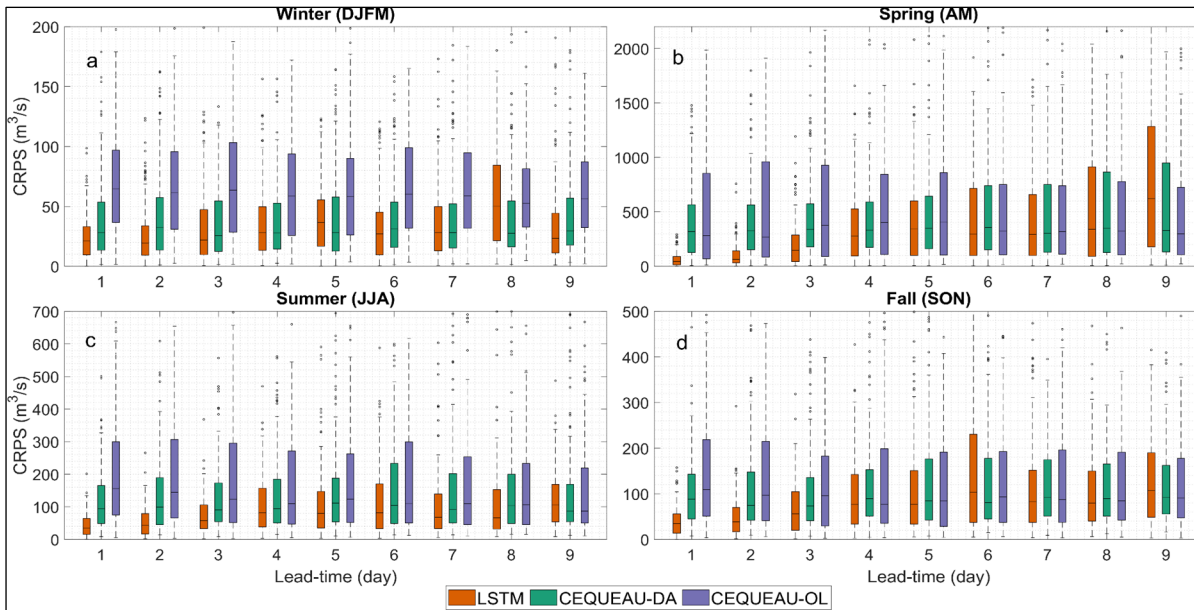 Winter (DJFM)
Spring (AM)
a
b
CRPS (m³/s)
200
150
100
50
0
1 2 3 4 5 6 7 8 9
CRPS (m³/s)
2000
1500
1000
500
0
1 2 3 4 5 6 7 8 9
Summer (JJA)
Fall (SON)
c
d
CRPS (m³/s)
700
600
500
400
300
200
100
0
1 2 3 4 5 6 7 8 9
Lead-time (day)
CRPS (m³/s)
500
400
300
200
100
0
1 2 3 4 5 6 7 8 9
Lead-time (day)
LSTM CEQUEAU-DA CEQUEAU-OL